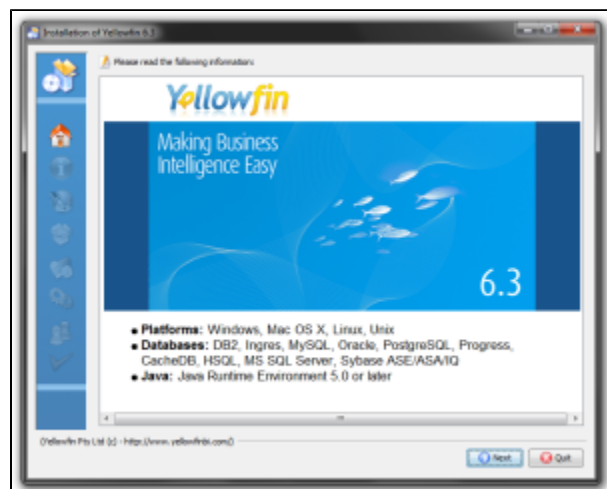 Installation of Yellowfin 6.3
Please read the following information:
Yellowfin
Making Business
Intelligence Easy
6.3
• Platforms: Windows, Mac OS X, Linux, Unix
• Databases: DB2, Ingres, MySQL, Oracle, PostgreSQL, Progress,
CacheDB, HSQL, MS SQL Server, Sybase ASE/ASA/IQ
• Java: Java Runtime Environment 5.0 or later
(Yellowfin Pty Ltd (c) - http://www.yellowfinbi.com/)
Next
Quit